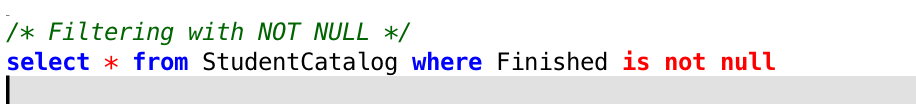 /* Filtering with NOT NULL */
select * from StudentCatalog where Finished is not null